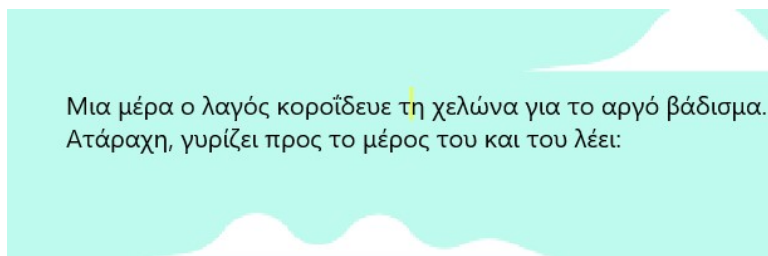 Μια μέρα ο λαγός κοροΐδευε τη χελώνα για το αργό βάδισμα.
Ατάραχη, γυρίζει προς το μέρος του και του λέει: